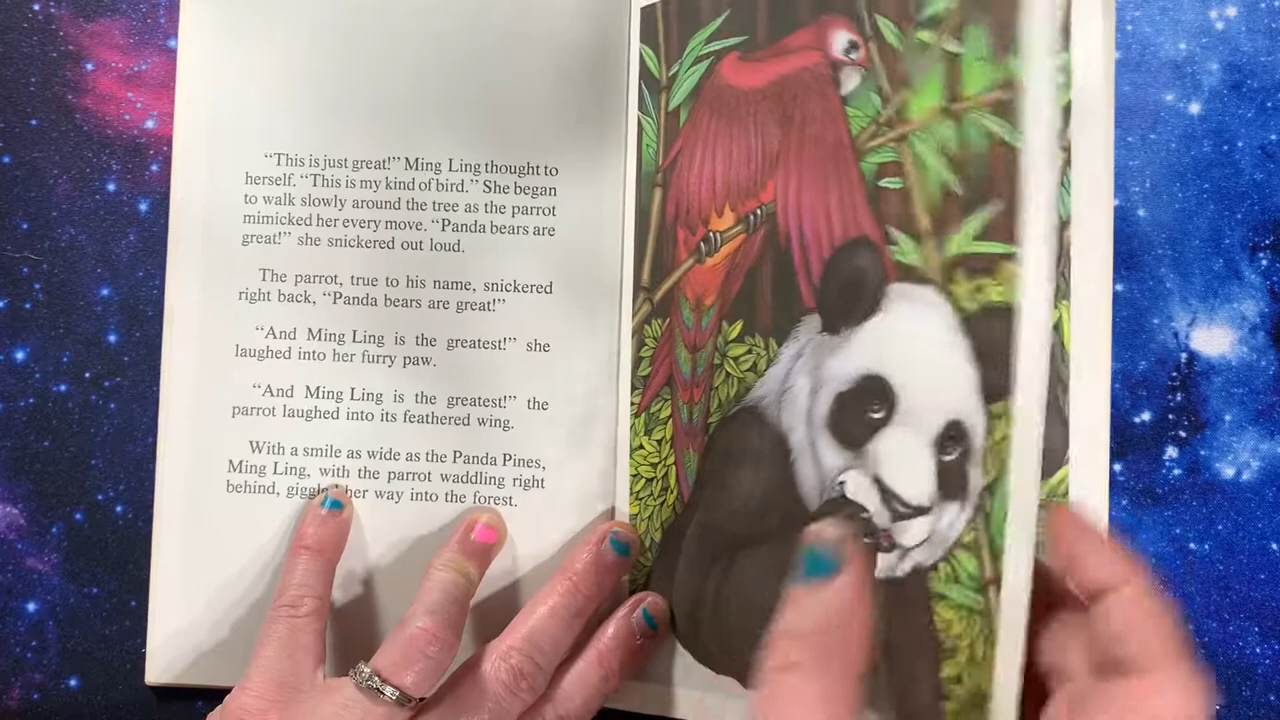 “This is just great!” Ming Ling thought to
herself. “This is my kind of bird.” She began
to walk slowly around the tree as the parrot
mimicked her every move. “Panda bears are
great!” she snickered out loud.
The parrot, true to his name, snickered
right back, “Panda bears are great!”
“And Ming Ling is the greatest!” she
laughed into her furry paw.
“And Ming Ling is the greatest!” the
parrot laughed into its feathered wing.
With a smile as wide as the Panda Pines,
Ming Ling, with the parrot waddling right
behind, giggled her way into the forest.